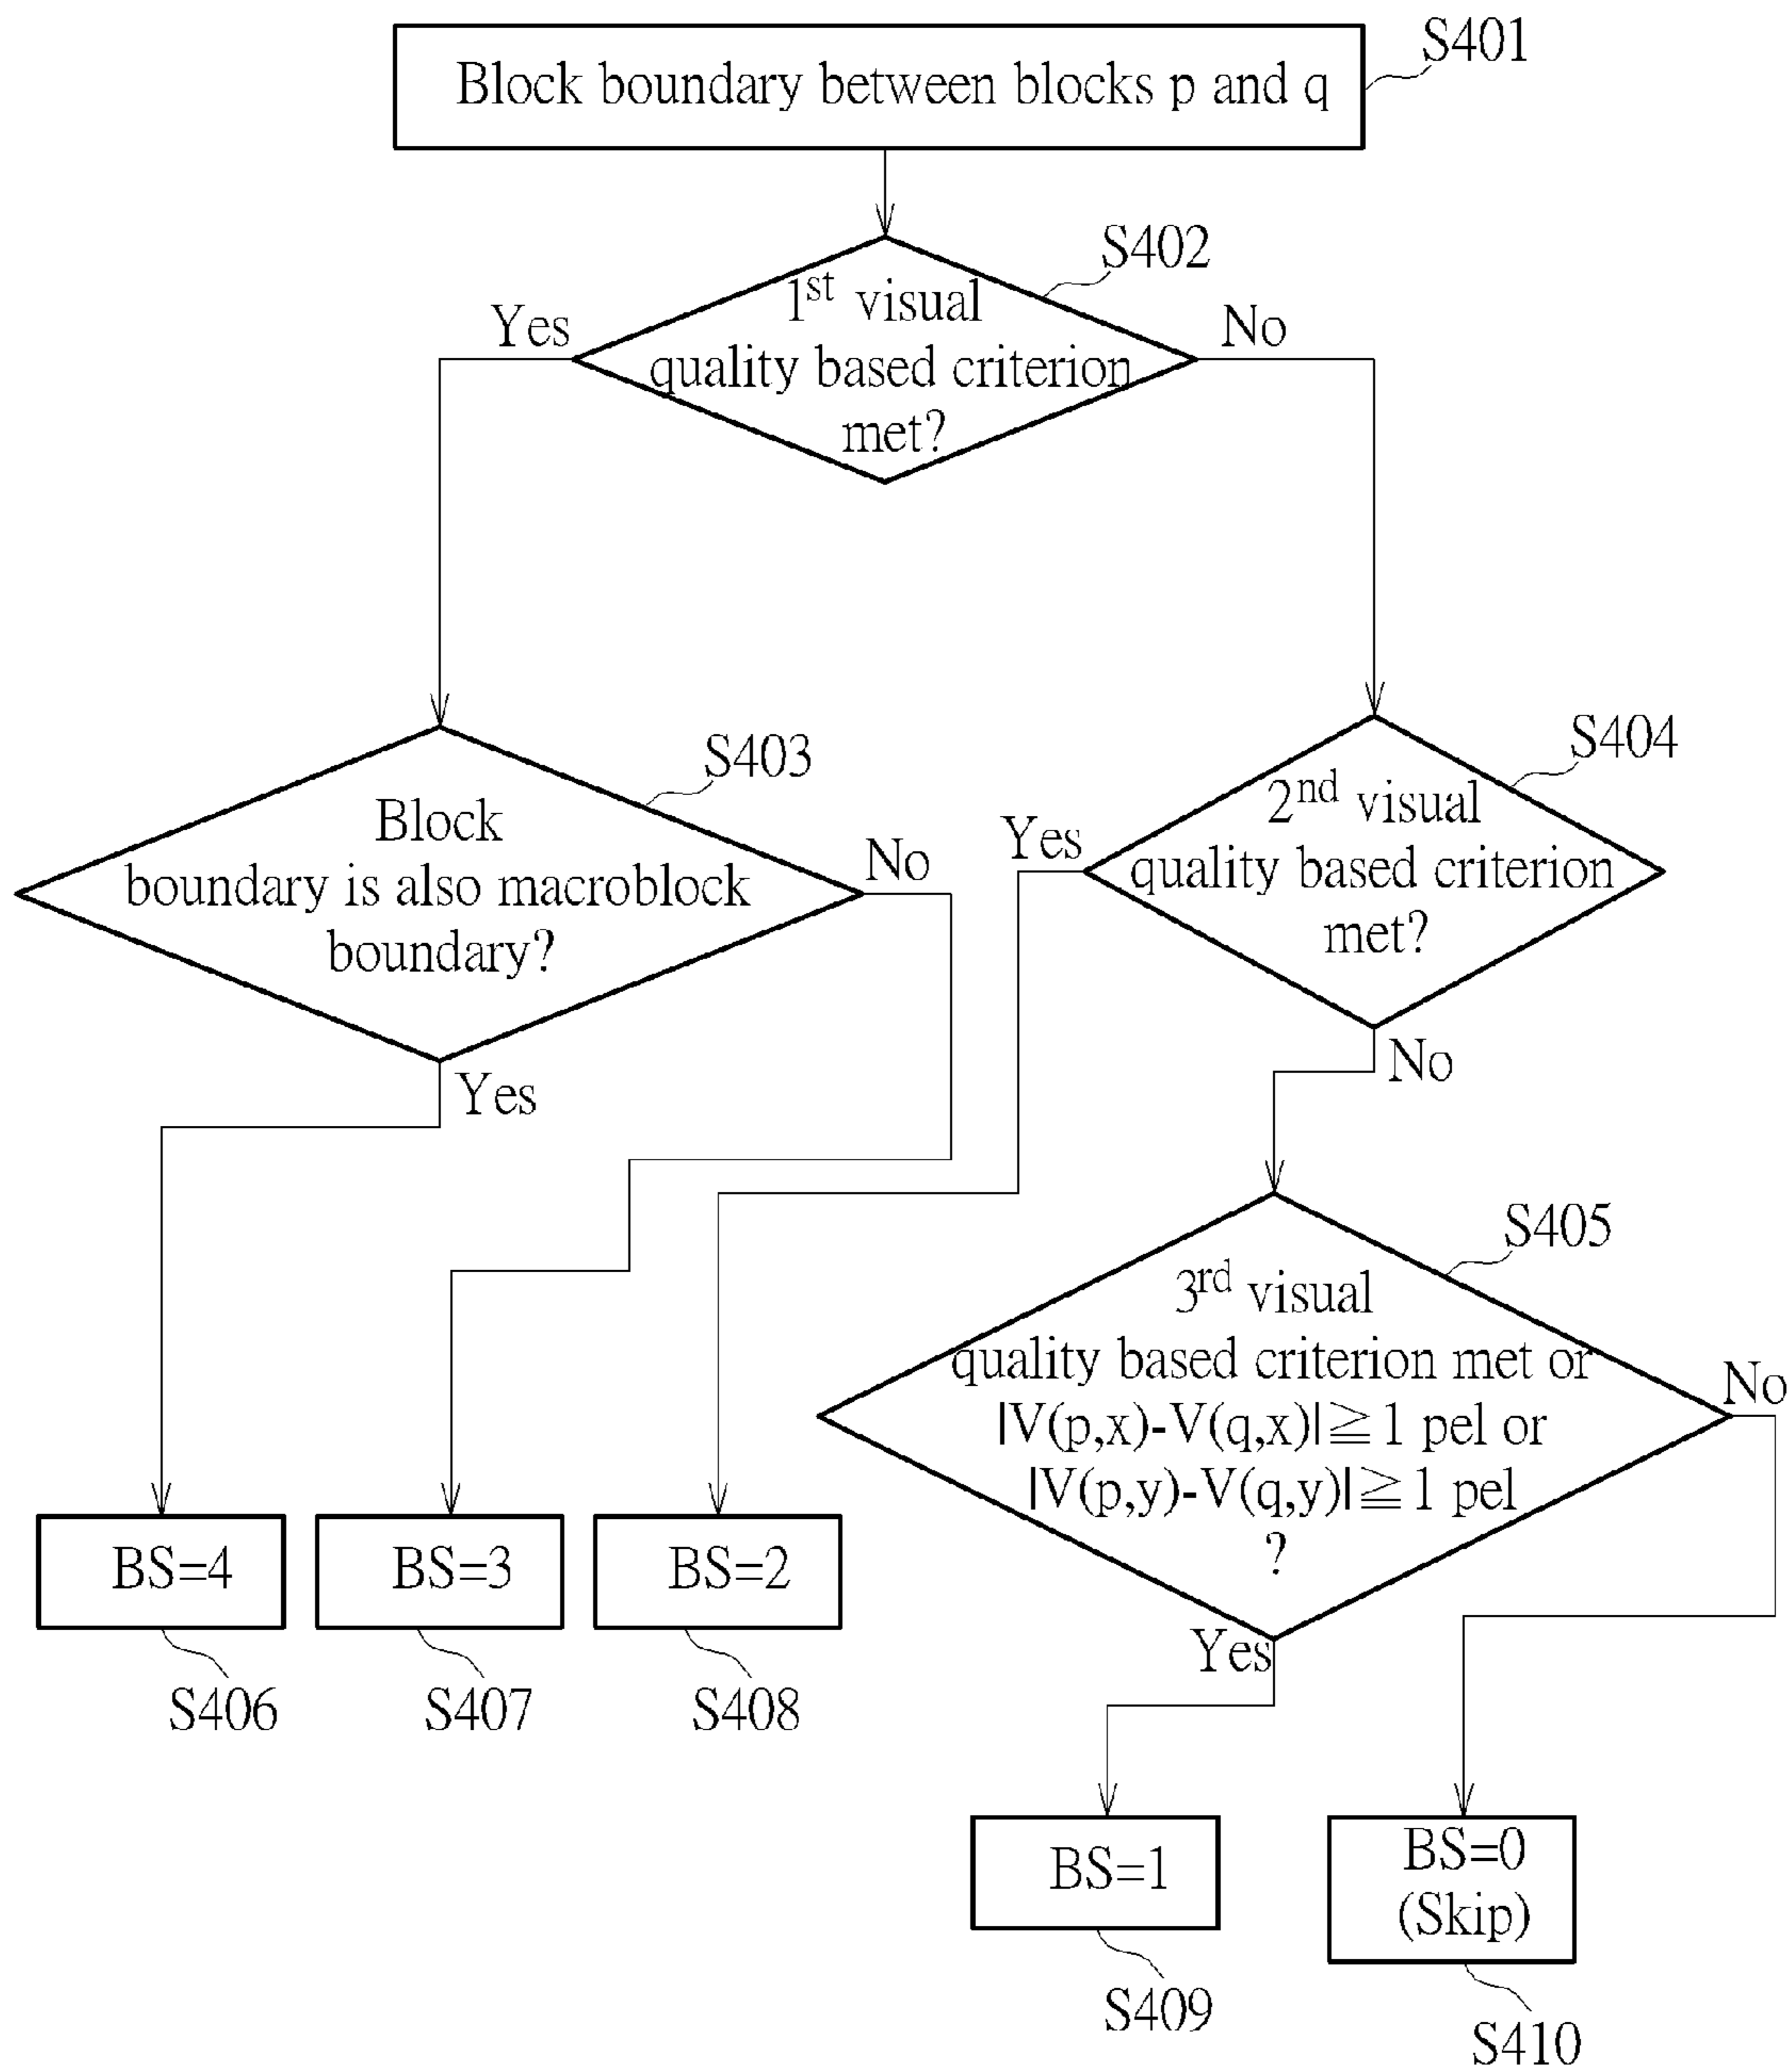 Block boundary between blocks p and q
S401
S402
1st visual
quality based criterion
met?
Yes
No
S403
Block
boundary is also macroblock
boundary?
No
Yes
S404
2nd visual
quality based criterion
met?
Yes
No
S405
3rd visual
quality based criterion met or
|V(p,x)-V(q,x)|≧1 pel or
|V(p,y)-V(q,y)|≧1 pel
?
No
Yes
BS=4
BS=3
BS=2
S406
S407
S408
BS=1
BS=0
(Skip)
S409
S410